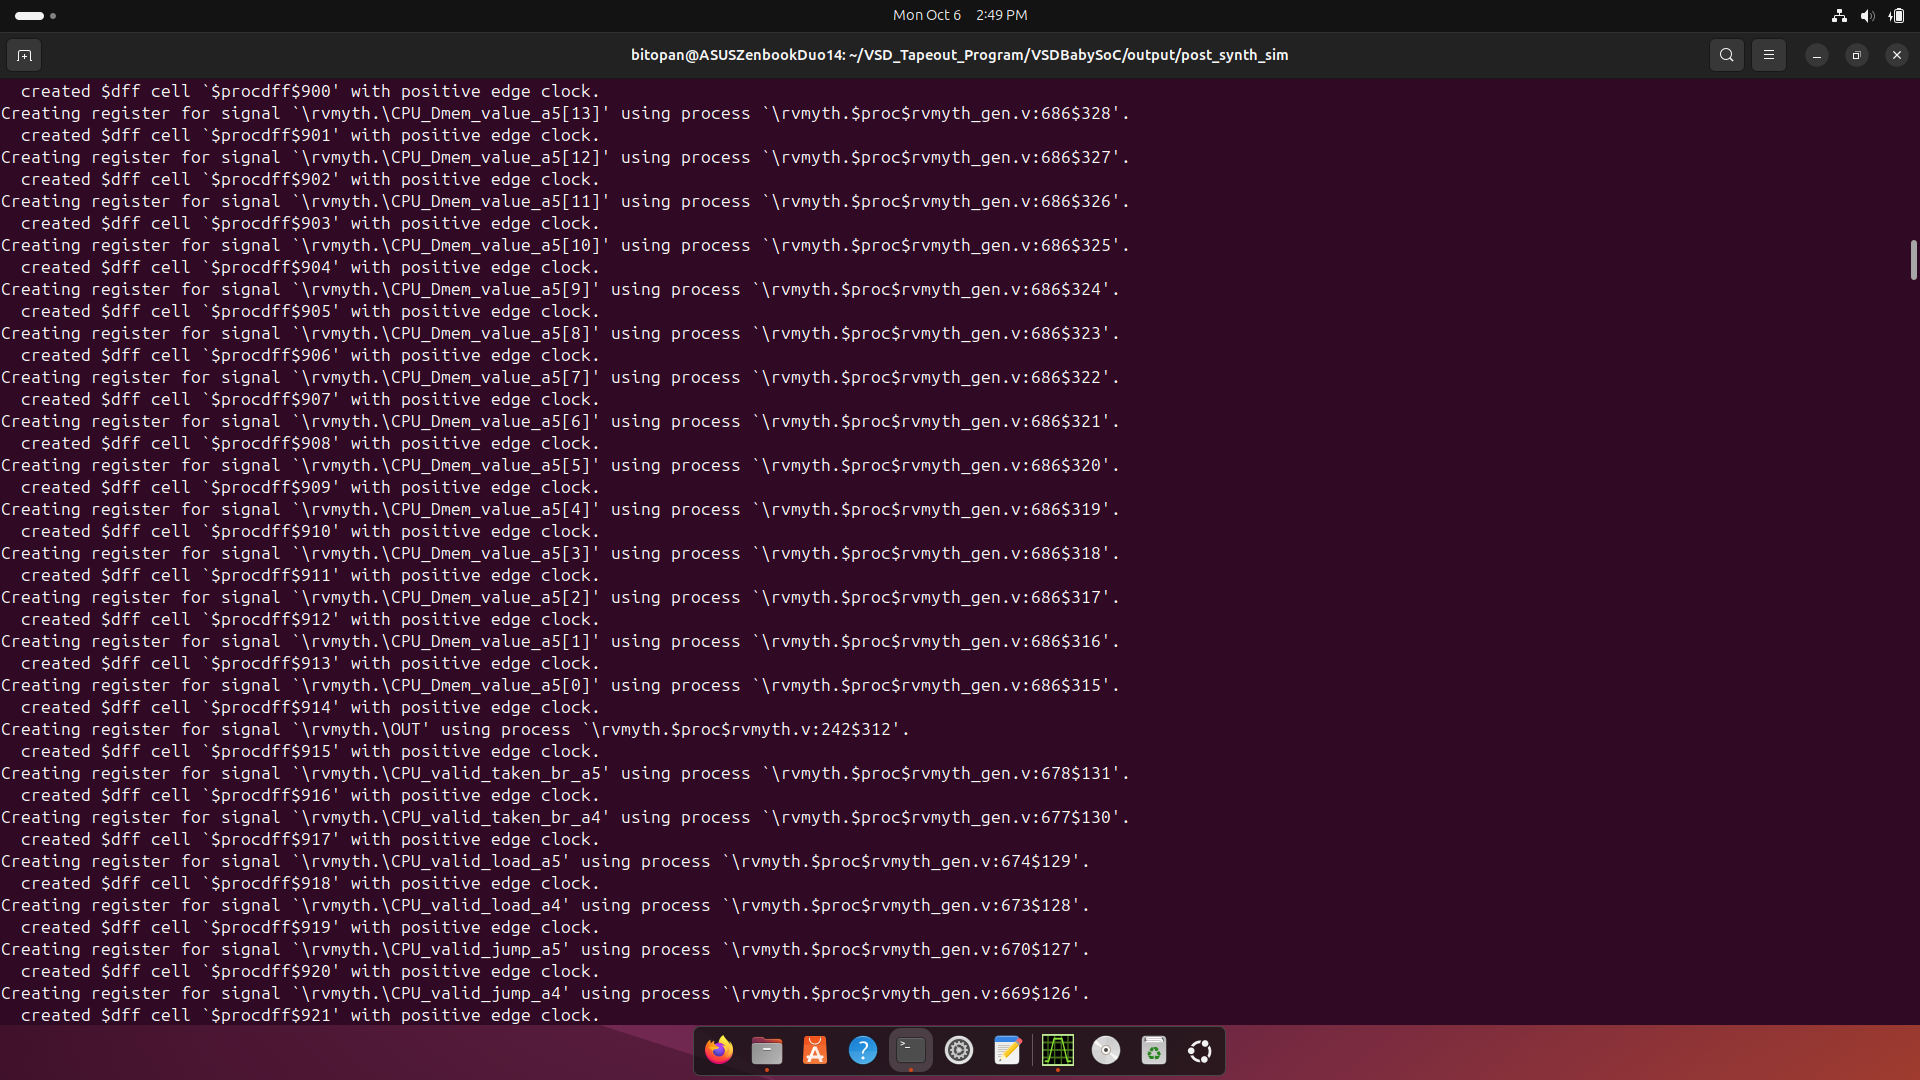 Mon Oct 6 2:49 PM
bitopan@ASUSZenbookDuo14: ~/VSD_Tapeout_Program/VSDBabySoC/output/post_synth_sim
  created $dff cell `$procdff$900' with positive edge clock.
Creating register for signal `\rvmyth.\CPU_Dmem_value_a5[13]' using process `\rvmyth.$proc$rvmyth_gen.v:686$328'.
  created $dff cell `$procdff$901' with positive edge clock.
Creating register for signal `\rvmyth.\CPU_Dmem_value_a5[12]' using process `\rvmyth.$proc$rvmyth_gen.v:686$327'.
  created $dff cell `$procdff$902' with positive edge clock.
Creating register for signal `\rvmyth.\CPU_Dmem_value_a5[11]' using process `\rvmyth.$proc$rvmyth_gen.v:686$326'.
  created $dff cell `$procdff$903' with positive edge clock.
Creating register for signal `\rvmyth.\CPU_Dmem_value_a5[10]' using process `\rvmyth.$proc$rvmyth_gen.v:686$325'.
  created $dff cell `$procdff$904' with positive edge clock.
Creating register for signal `\rvmyth.\CPU_Dmem_value_a5[9]' using process `\rvmyth.$proc$rvmyth_gen.v:686$324'.
  created $dff cell `$procdff$905' with positive edge clock.
Creating register for signal `\rvmyth.\CPU_Dmem_value_a5[8]' using process `\rvmyth.$proc$rvmyth_gen.v:686$323'.
  created $dff cell `$procdff$906' with positive edge clock.
Creating register for signal `\rvmyth.\CPU_Dmem_value_a5[7]' using process `\rvmyth.$proc$rvmyth_gen.v:686$322'.
  created $dff cell `$procdff$907' with positive edge clock.
Creating register for signal `\rvmyth.\CPU_Dmem_value_a5[6]' using process `\rvmyth.$proc$rvmyth_gen.v:686$321'.
  created $dff cell `$procdff$908' with positive edge clock.
Creating register for signal `\rvmyth.\CPU_Dmem_value_a5[5]' using process `\rvmyth.$proc$rvmyth_gen.v:686$320'.
  created $dff cell `$procdff$909' with positive edge clock.
Creating register for signal `\rvmyth.\CPU_Dmem_value_a5[4]' using process `\rvmyth.$proc$rvmyth_gen.v:686$319'.
  created $dff cell `$procdff$910' with positive edge clock.
Creating register for signal `\rvmyth.\CPU_Dmem_value_a5[3]' using process `\rvmyth.$proc$rvmyth_gen.v:686$318'.
  created $dff cell `$procdff$911' with positive edge clock.
Creating register for signal `\rvmyth.\CPU_Dmem_value_a5[2]' using process `\rvmyth.$proc$rvmyth_gen.v:686$317'.
  created $dff cell `$procdff$912' with positive edge clock.
Creating register for signal `\rvmyth.\CPU_Dmem_value_a5[1]' using process `\rvmyth.$proc$rvmyth_gen.v:686$316'.
  created $dff cell `$procdff$913' with positive edge clock.
Creating register for signal `\rvmyth.\CPU_Dmem_value_a5[0]' using process `\rvmyth.$proc$rvmyth_gen.v:686$315'.
  created $dff cell `$procdff$914' with positive edge clock.
Creating register for signal `\rvmyth.\OUT' using process `\rvmyth.$proc$rvmyth.v:242$312'.
  created $dff cell `$procdff$915' with positive edge clock.
Creating register for signal `\rvmyth.\CPU_valid_taken_br_a5' using process `\rvmyth.$proc$rvmyth_gen.v:678$131'.
  created $dff cell `$procdff$916' with positive edge clock.
Creating register for signal `\rvmyth.\CPU_valid_taken_br_a4' using process `\rvmyth.$proc$rvmyth_gen.v:677$130'.
  created $dff cell `$procdff$917' with positive edge clock.
Creating register for signal `\rvmyth.\CPU_valid_load_a5' using process `\rvmyth.$proc$rvmyth_gen.v:674$129'.
  created $dff cell `$procdff$918' with positive edge clock.
Creating register for signal `\rvmyth.\CPU_valid_load_a4' using process `\rvmyth.$proc$rvmyth_gen.v:673$128'.
  created $dff cell `$procdff$919' with positive edge clock.
Creating register for signal `\rvmyth.\CPU_valid_jump_a5' using process `\rvmyth.$proc$rvmyth_gen.v:670$127'.
  created $dff cell `$procdff$920' with positive edge clock.
Creating register for signal `\rvmyth.\CPU_valid_jump_a4' using process `\rvmyth.$proc$rvmyth_gen.v:669$126'.
  created $dff cell `$procdff$921' with positive edge clock.